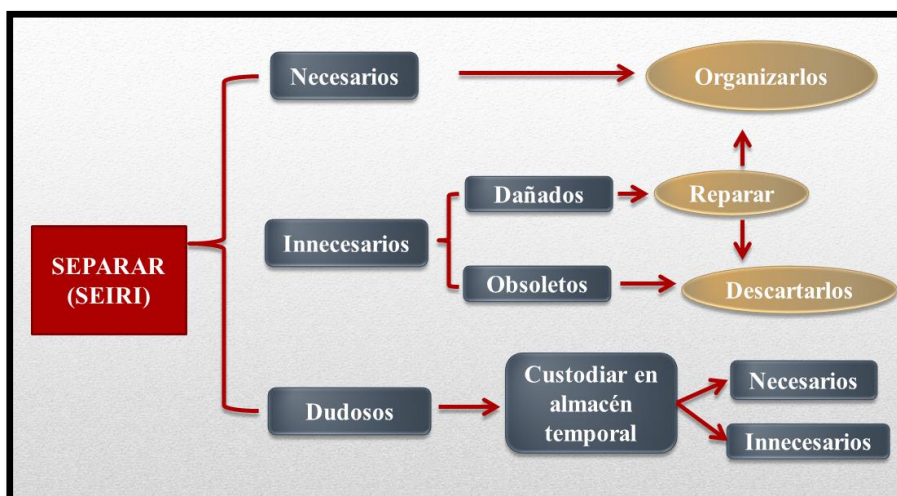 SEPARAR
(SEIRI)
Necesarios
Organizarlos
Innecesarios
Dañados
Reparar
Obsoletos
Descartarlos
Dudosos
Custodiar en
almacén
temporal
Necesarios
Innecesarios